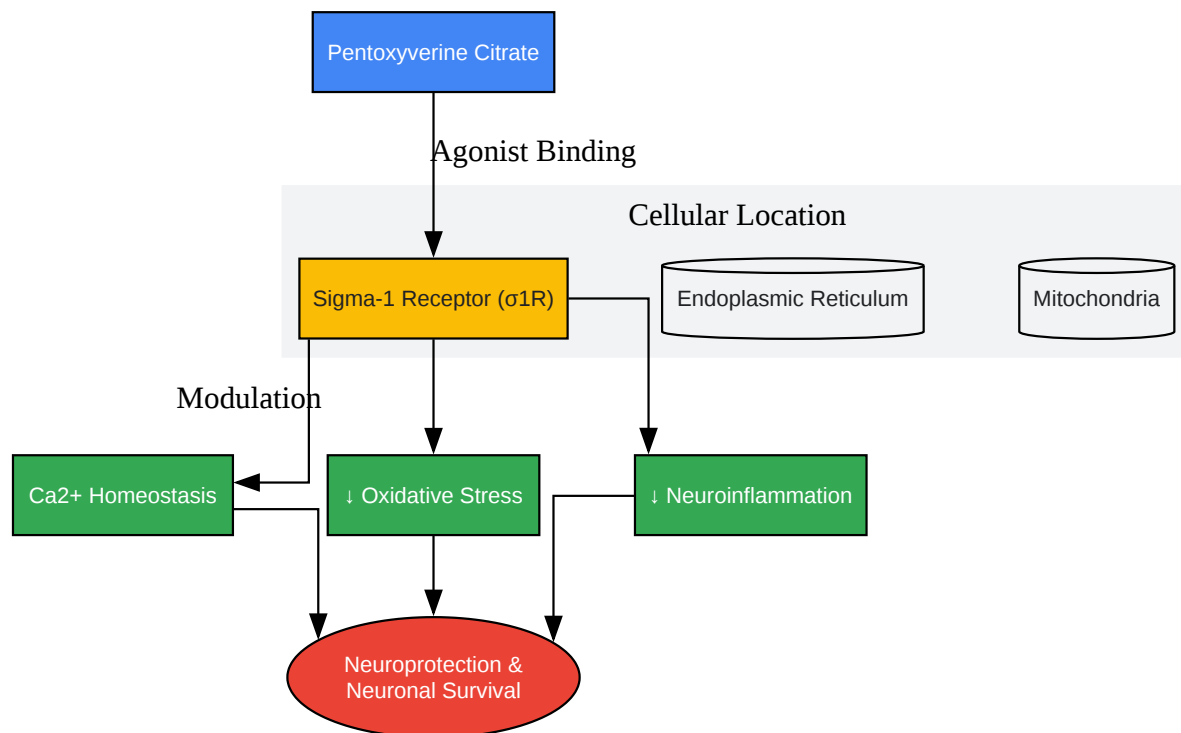 Pentoxyverine Citrate
Agonist Binding
Cellular Location
Sigma-1 Receptor (σ1R)
Endoplasmic Reticulum
Mitochondria
Modulation
Ca2+ Homeostasis
↓ Oxidative Stress
↓ Neuroinflammation
Neuroprotection &
Neuronal Survival